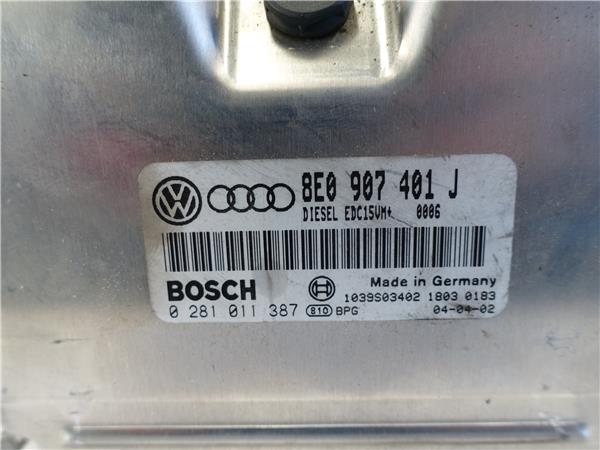 8E0 907 401 J
DIESEL EDC15VM+ 0006
BOSCH
Made in Germany
1039S03402 1803 0183
0 281 011 387 810 BPG 04-04-02